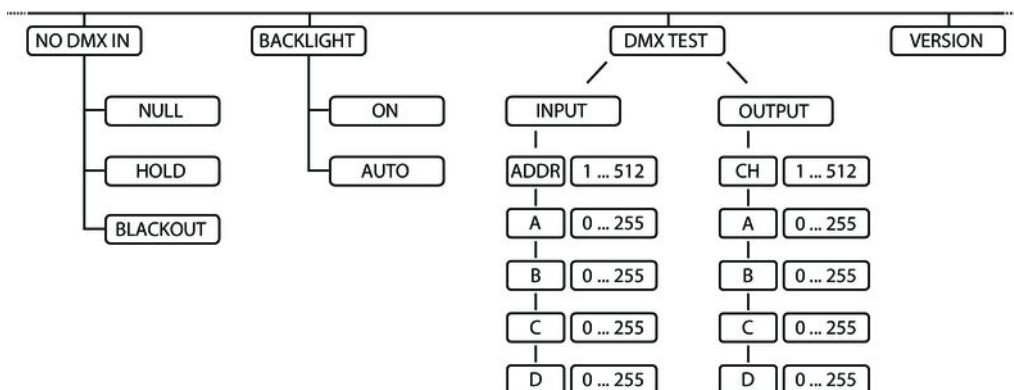 NO DMX IN BACKLIGHT DMX TEST VERSION
NULL ON INPUT OUTPUT
HOLD AUTO ADDR 1 ... 512 CH 1 ... 512
BLACKOUT A 0 ... 255 A 0 ... 255
B 0 ... 255 B 0 ... 255
C 0 ... 255 C 0 ... 255
D 0 ... 255 D 0 ... 255